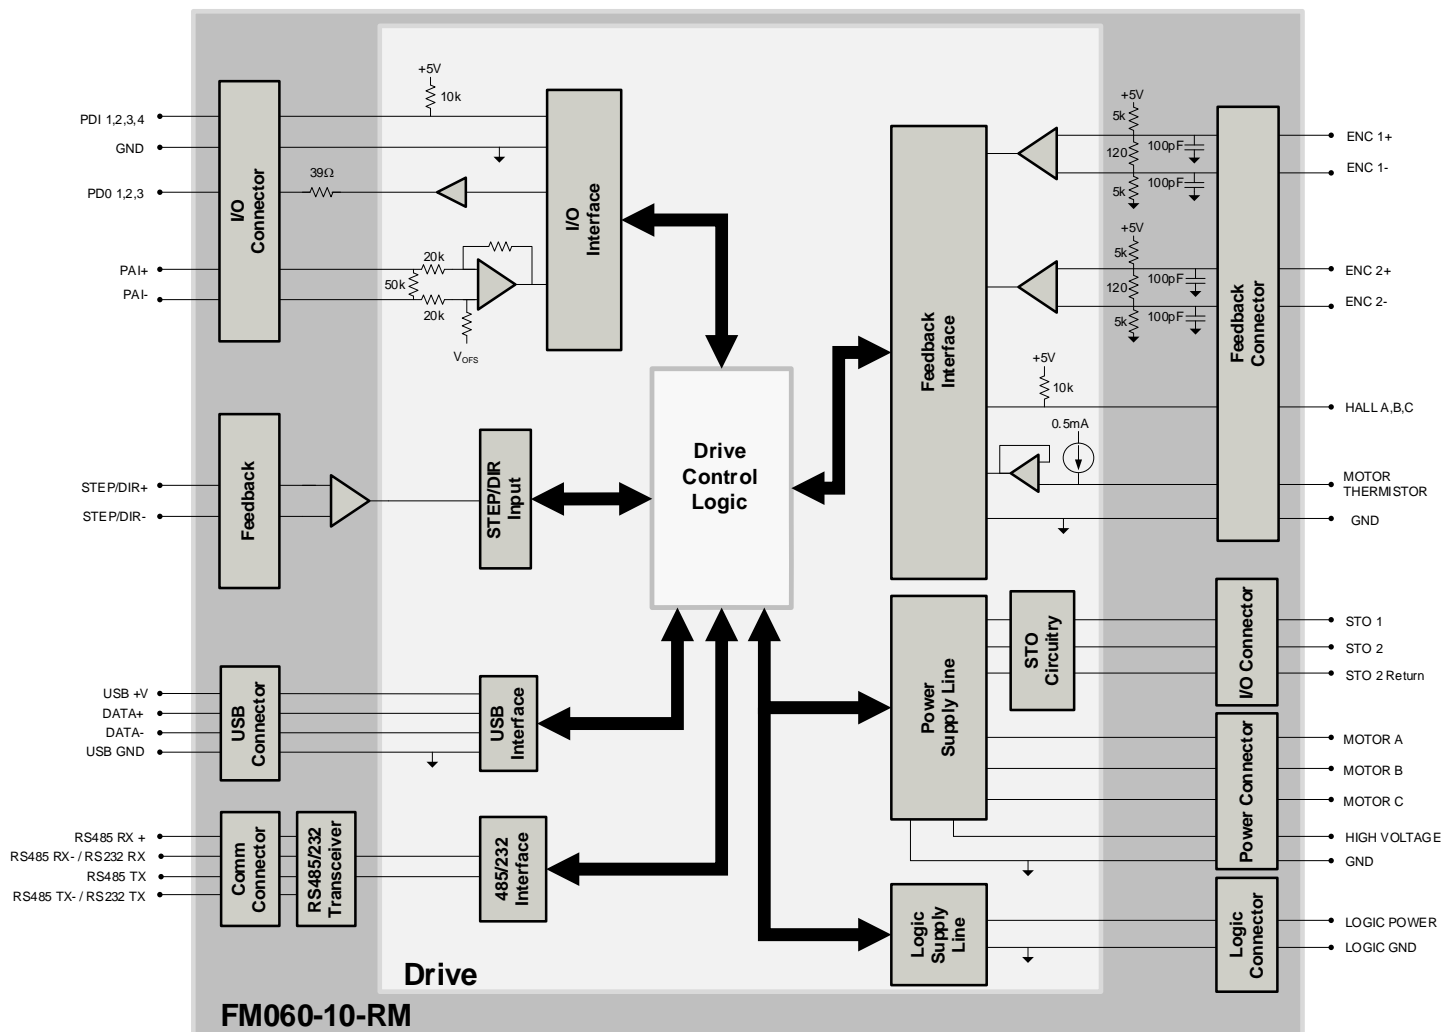 +5V
10k
PDI 1,2,3,4
GND
39Ω
PD0 1,2,3
PAI+
PAI-
20k
50k
20k
VOFS
I/O
Connector
I/O
Interface
STEP/DIR+
STEP/DIR-
Feedback
STEP/DIR
Input
Drive
Control
Logic
USB +V
DATA+
DATA-
USB GND
USB
Connector
USB
Interface
RS485 RX +
RS485 RX- / RS232 RX
RS485 TX
RS485 TX- / RS232 TX
Comm
Connector
RS485/232
Transceiver
485/232
Interface
Feedback
Interface
+5V
5k
120
5k
100pF
100pF
ENC 1+
ENC 1-
+5V
5k
120
5k
100pF
100pF
ENC 2+
ENC 2-
Feedback
Connector
+5V
10k
HALL A,B,C
0.5mA
MOTOR
THERMISTOR
GND
Power
Supply Line
STO
Circuitry
I/O Connector
STO 1
STO 2
STO 2 Return
Power Connector
MOTOR A
MOTOR B
MOTOR C
HIGH VOLTAGE
GND
Logic
Supply
Line
Logic
Connector
LOGIC POWER
LOGIC GND
Drive
FM060-10-RM